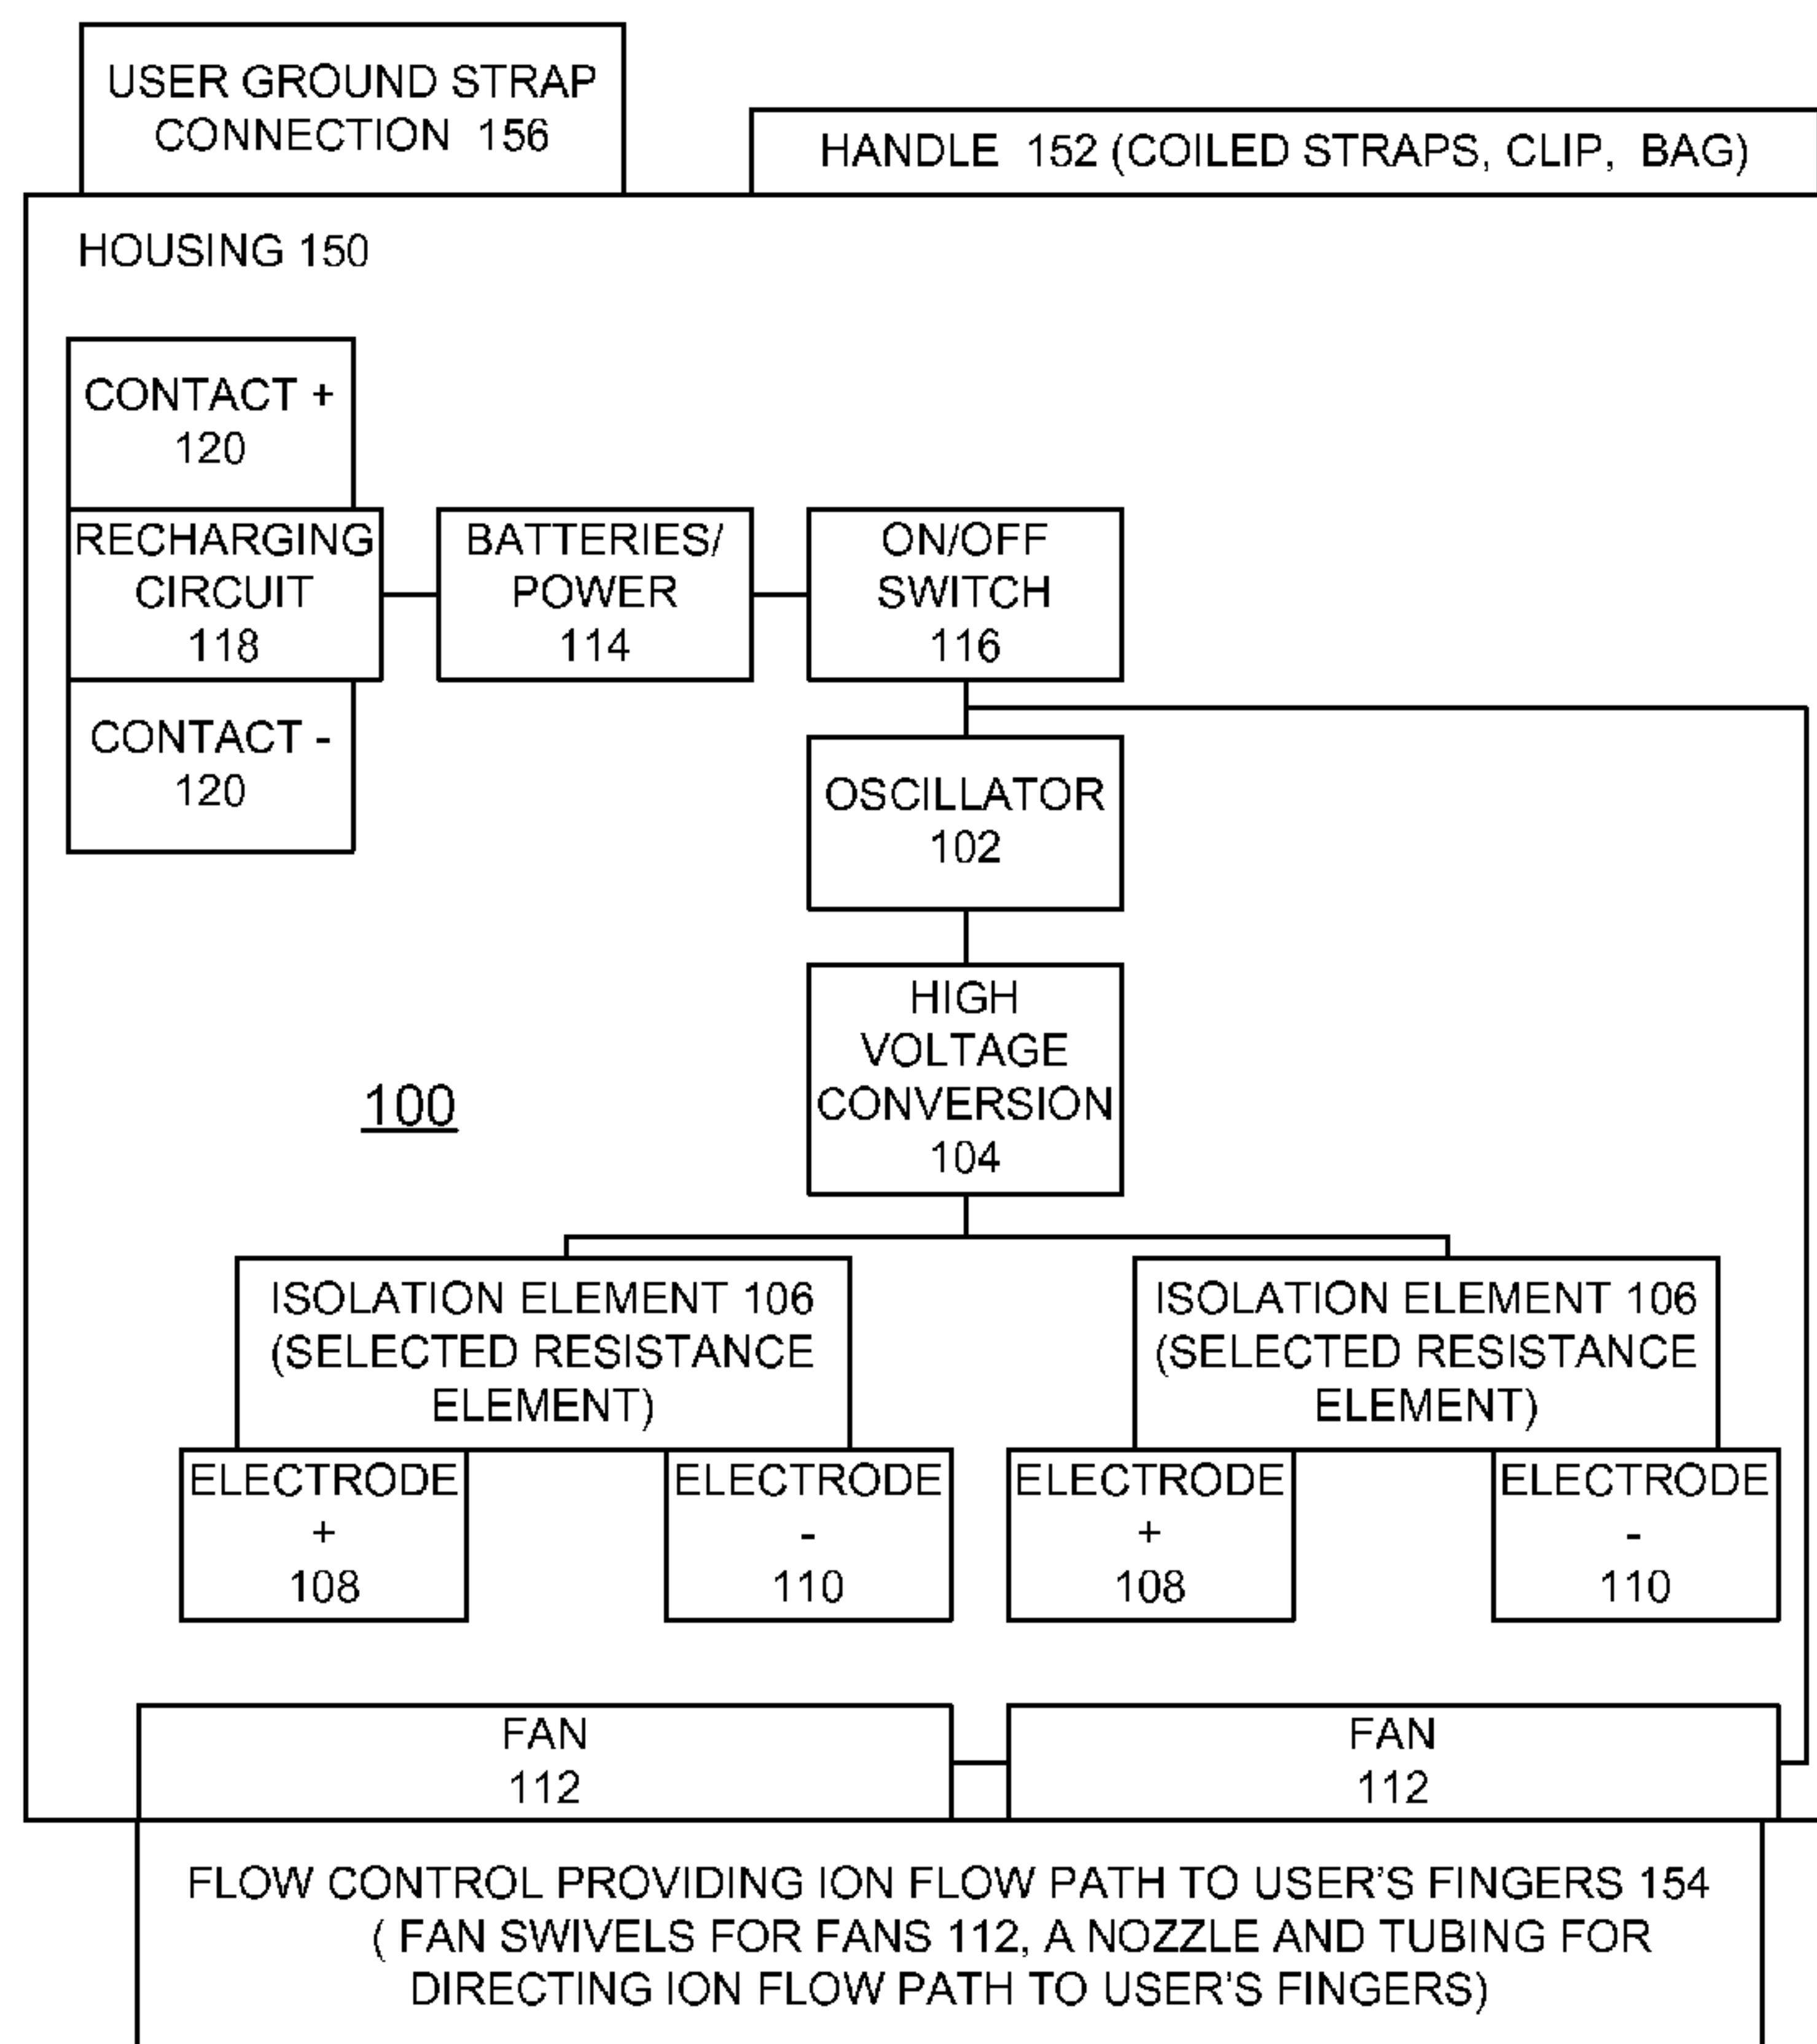 USER GROUND STRAP
CONNECTION 156
HANDLE 152 (COILED STRAPS, CLIP, BAG)
HOUSING 150
CONTACT +
120
RECHARGING
CIRCUIT
118
BATTERIES/
POWER
114
ON/OFF
SWITCH
116
CONTACT -
120
OSCILLATOR
102
HIGH
VOLTAGE
CONVERSION
104
100
ISOLATION ELEMENT 106
(SELECTED RESISTANCE
ELEMENT)
ISOLATION ELEMENT 106
(SELECTED RESISTANCE
ELEMENT)
ELECTRODE
+
108
ELECTRODE
-
110
ELECTRODE
+
108
ELECTRODE
-
110
FAN
112
FAN
112
FLOW CONTROL PROVIDING ION FLOW PATH TO USER'S FINGERS 154
( FAN SWIVELS FOR FANS 112, A NOZZLE AND TUBING FOR
DIRECTING ION FLOW PATH TO USER'S FINGERS)